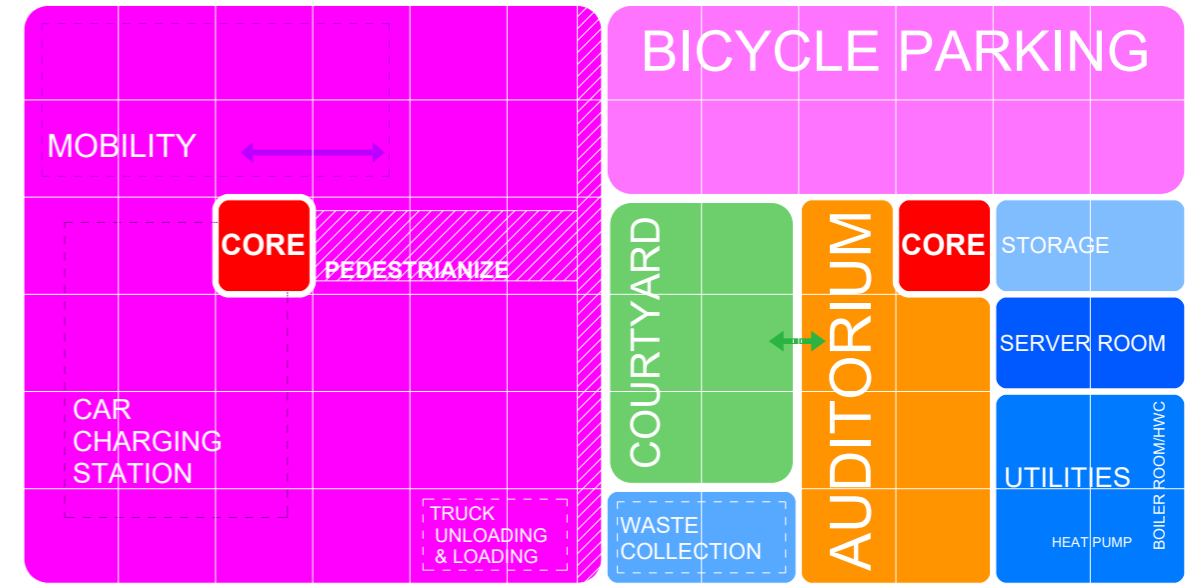 BICYCLE PARKING
MOBILITY
CORE
PEDESTRIANIZE
COURTYARD
AUDITORIUM
CORE
STORAGE
SERVER ROOM
CAR
CHARGING
STATION
UTILITIES
BOILER ROOM/HWC
HEAT PUMP
TRUCK
UNLOADING
& LOADING
WASTE
COLLECTION